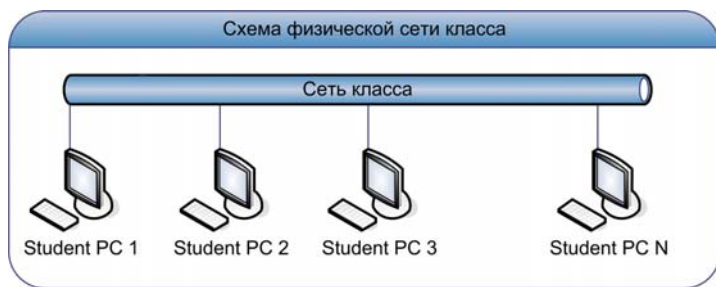 Схема физической сети класса
Сеть класса
Student PC 1
Student PC 2
Student PC 3
Student PC N